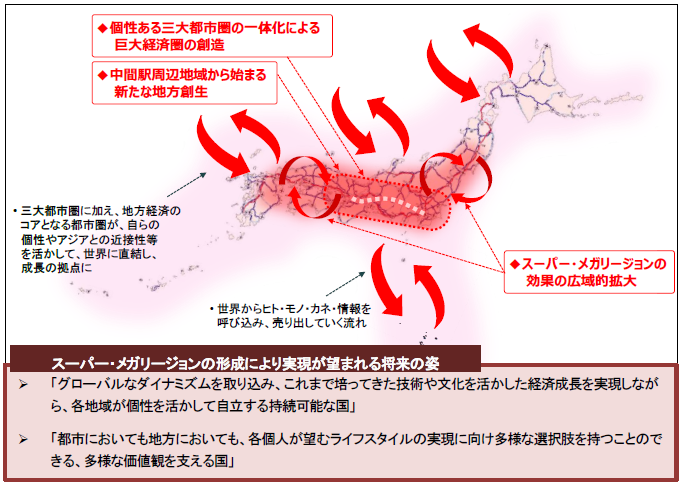 ◆個性ある三大都市圏の一体化による
巨大経済圏の創造
◆中間駅周辺地域から始まる
新たな地方創生
・三大都市圏に加え、地方経済の
コアとなる都市圏が、自らの
個性やアジアとの近接性等
を活かして、世界に直結し、
成長の拠点に
◆スーパー・メガリージョンの
効果の広域的拡大
・世界からヒト・モノ・カネ・情報を
呼び込み、売り出していく流れ
スーパー・メガリージョンの形成により実現が望まれる将来の姿
➢ 「グローバルなダイナミズムを取り込み、これまで培ってきた技術や文化を活かした経済成長を実現しなが
ら、各地域が個性を活かして自立する持続可能な国」
➢ 「都市においても地方においても、各個人が望むライフスタイルの実現に向け多様な選択肢を持つことので
きる、多様な価値観を支える国」